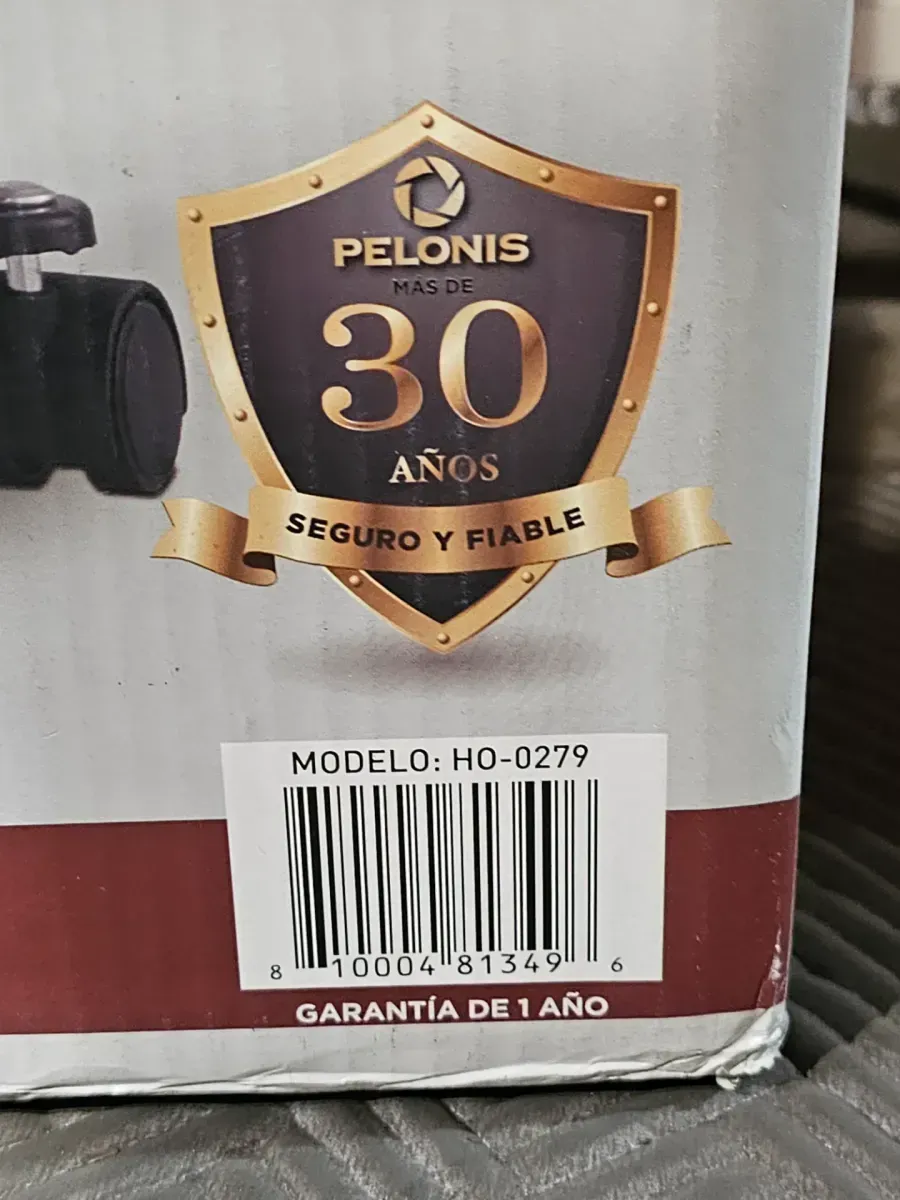 PELONIS
MÁS DE
30
AÑOS
SEGURO Y FIABLE
MODELO: HO-0279
8 10004 81349 6
GARANTÍA DE 1 AÑO